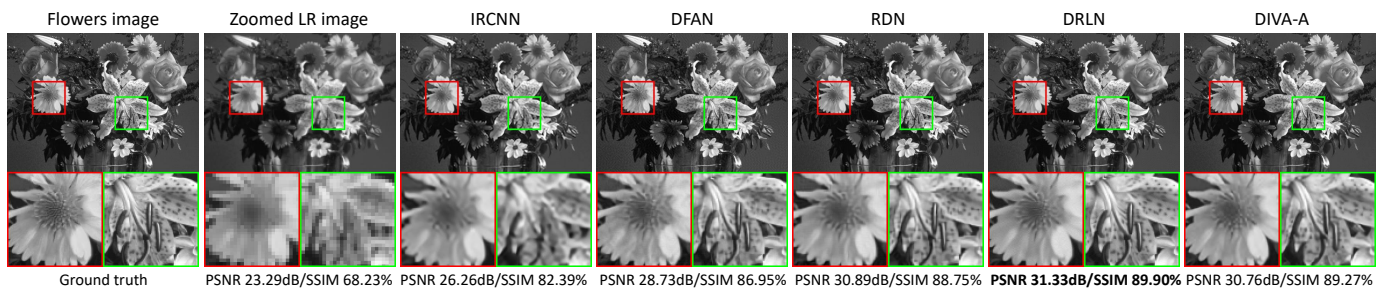 Flowers image Zoomed LR image IRCNN DFAN RDN DRLN DIVA-A
Ground truth PSNR 23.29dB/SSIM 68.23% PSNR 26.26dB/SSIM 82.39% PSNR 28.73dB/SSIM 86.95% PSNR 30.89dB/SSIM 88.75% PSNR 31.33dB/SSIM 89.90% PSNR 30.76dB/SSIM 89.27%